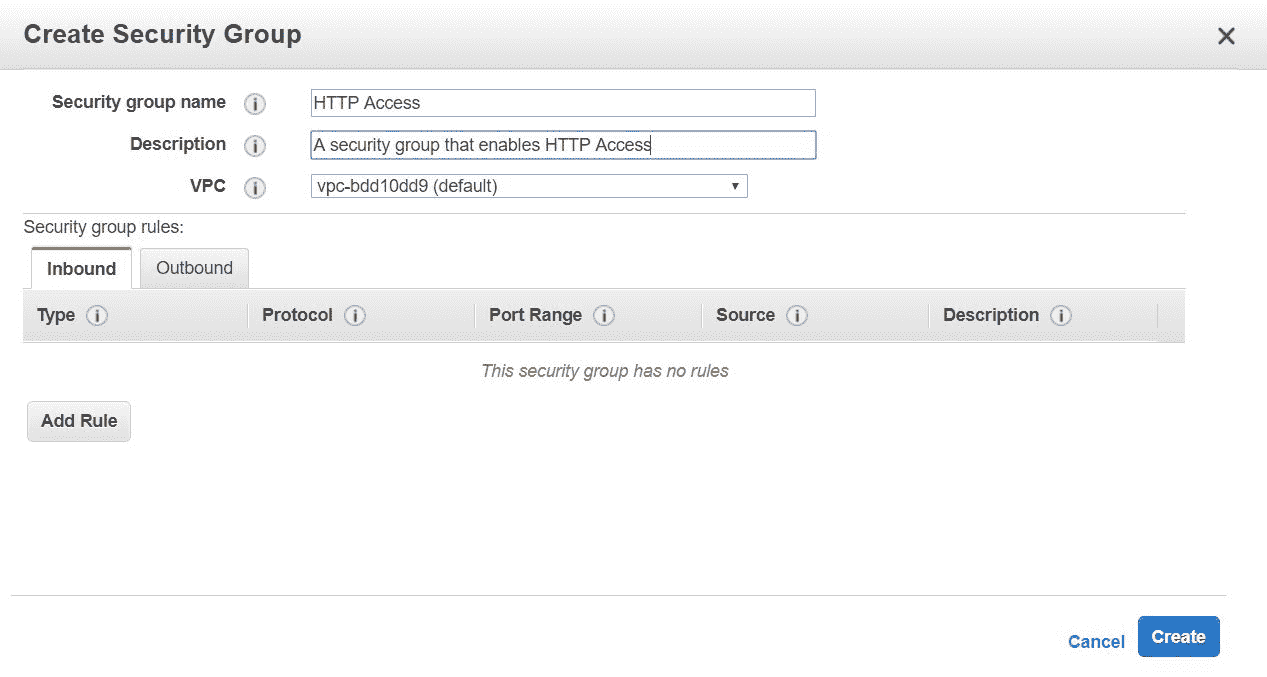 Create Security Group
Security group name
HTTP Access
Description
A security group that enables HTTP Access
VPC
vpc-bdd10dd9 (default)
Security group rules:
Inbound Outbound
Type Protocol Port Range Source Description
This security group has no rules
Add Rule
Cancel Create